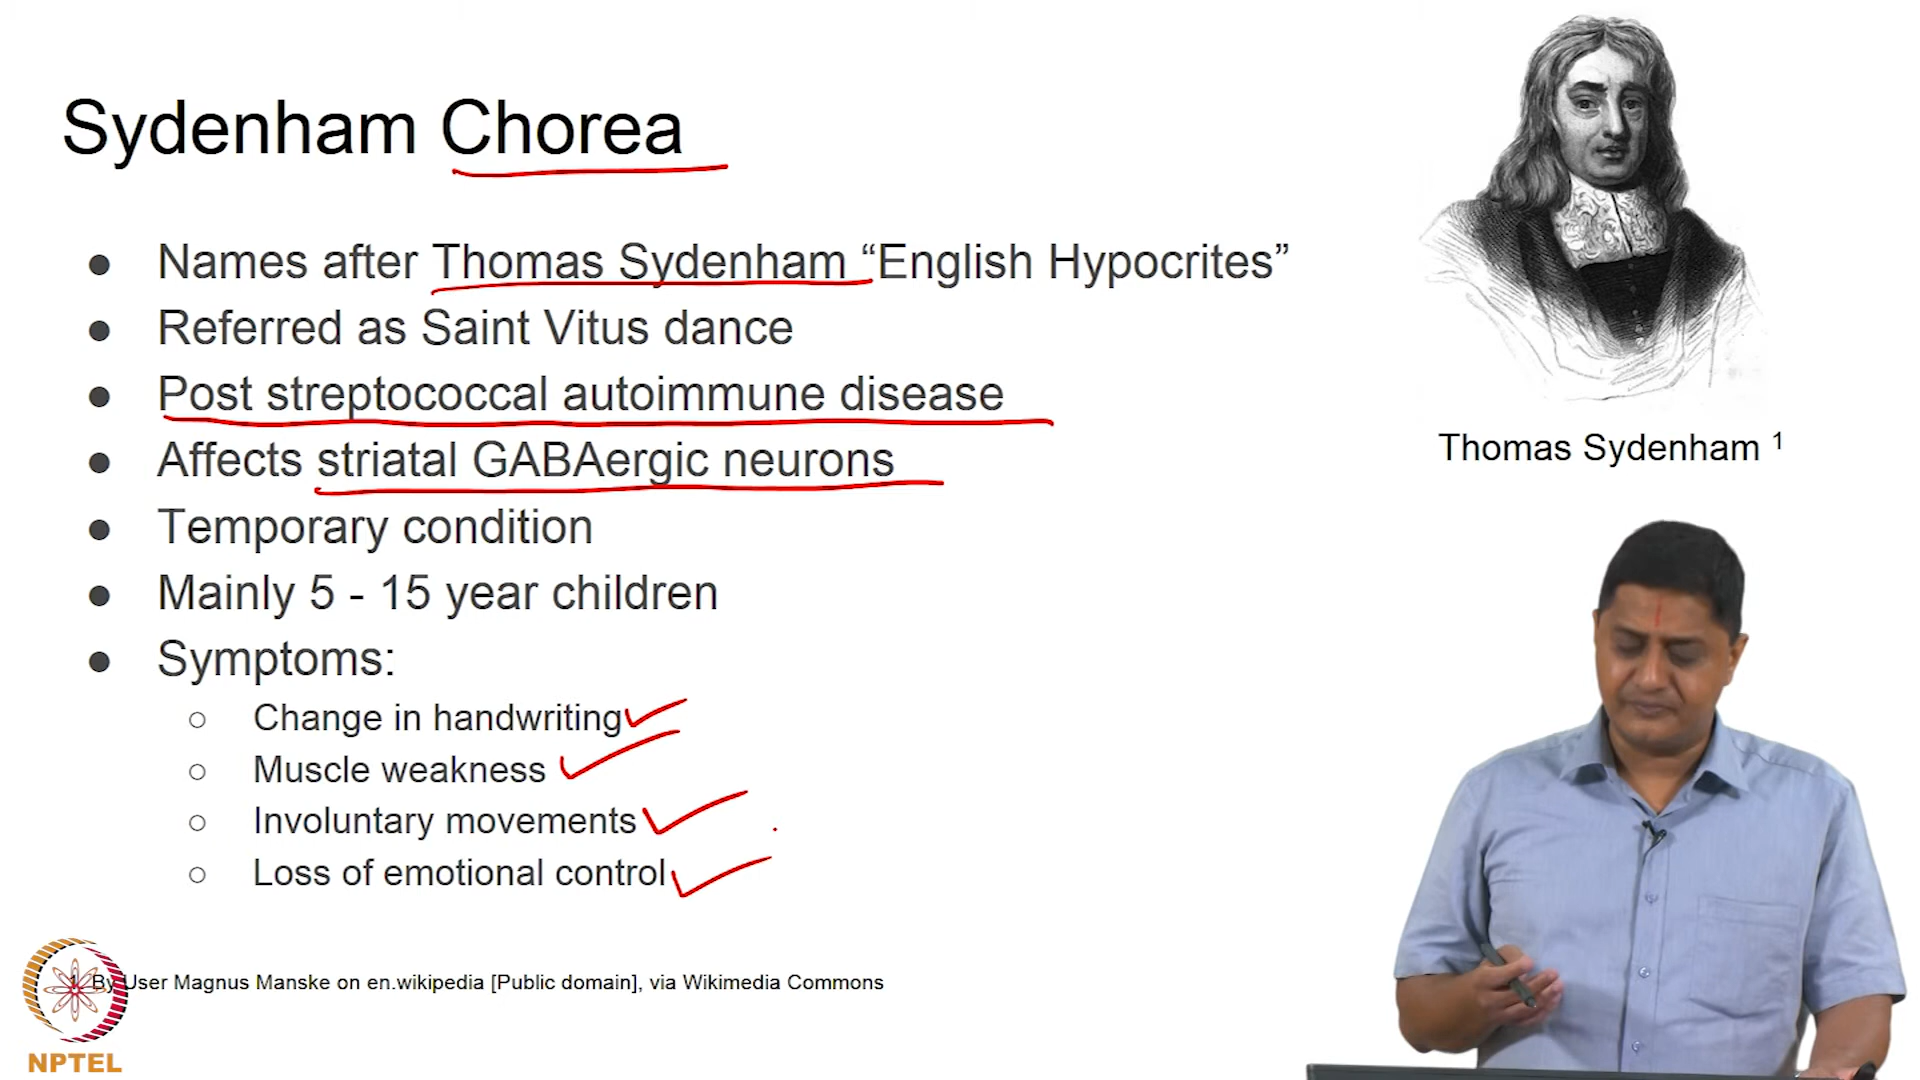 Sydenham Chorea
● Names after Thomas Sydenham “English Hypocrites”
● Referred as Saint Vitus dance
● Post streptococcal autoimmune disease
● Affects striatal GABAergic neurons
● Temporary condition
● Mainly 5 - 15 year children
● Symptoms:
○ Change in handwriting
○ Muscle weakness
○ Involuntary movements
○ Loss of emotional control
Thomas Sydenham 1
1. By User Magnus Manske on en.wikipedia [Public domain], via Wikimedia Commons
NPTEL